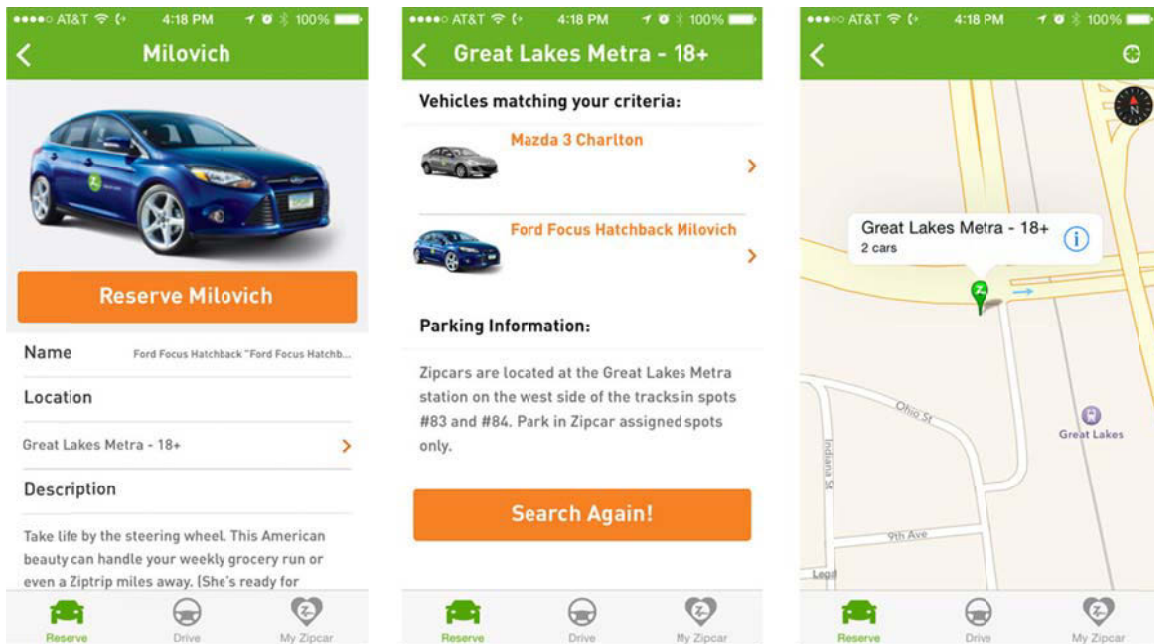 AT&T 4:18 PM 100%
Milovich
Reserve Milovich
Name Ford Focus Hatchback "Ford Focus Hatchb...
Location
Great Lakes Metra - 18+
Description
Take life by the steering wheel. This American
beauty can handle your weekly grocery run or
even a Ziptrip miles away. (She's ready for
Reserve Drive My Zipcar
AT&T 4:18 PM 100%
Great Lakes Metra - 18+
Vehicles matching your criteria:
Mazda 3 Charlton
Ford Focus Hatchback Milovich
Parking Information:
Zipcars are located at the Great Lakes Metra
station on the west side of the tracks in spots
#83 and #84. Park in Zipcar assigned spots
only.
Search Again!
Reserve Drive My Zipcar
AT&T 4:18 PM 100%
N
Great Lakes Metra - 18+
2 cars
Ohio St
Great Lakes
Indiana St
9th Ave
Legal
Reserve Drive My Zipcar